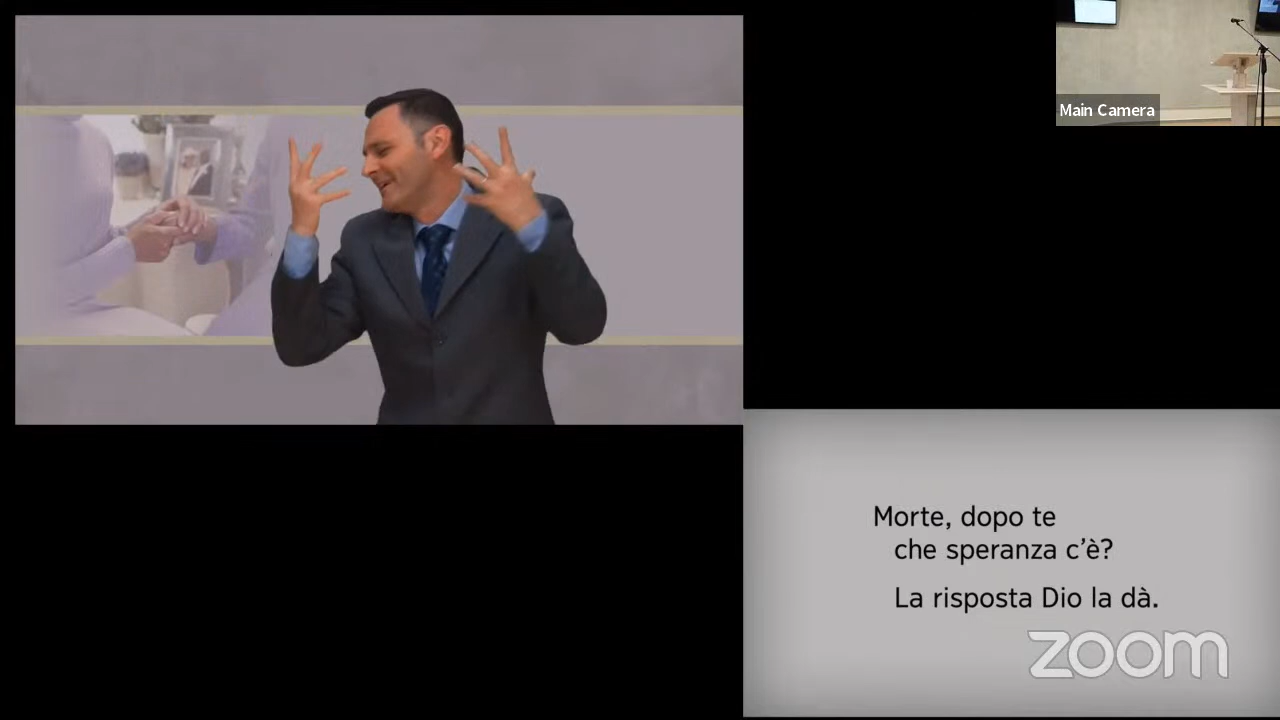 Main Camera
Morte, dopo te
che speranza c’è?
La risposta Dio la dà.
zoom